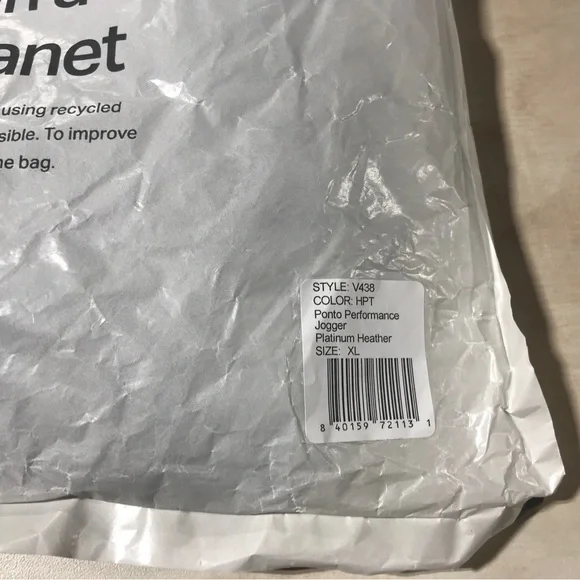 anet
using recycled
sible. To improve
bag.
STYLE: V438
COLOR: HPT
Ponto Performance
Jogger
Platinum Heather
SIZE: XL
8 40159 72113 1